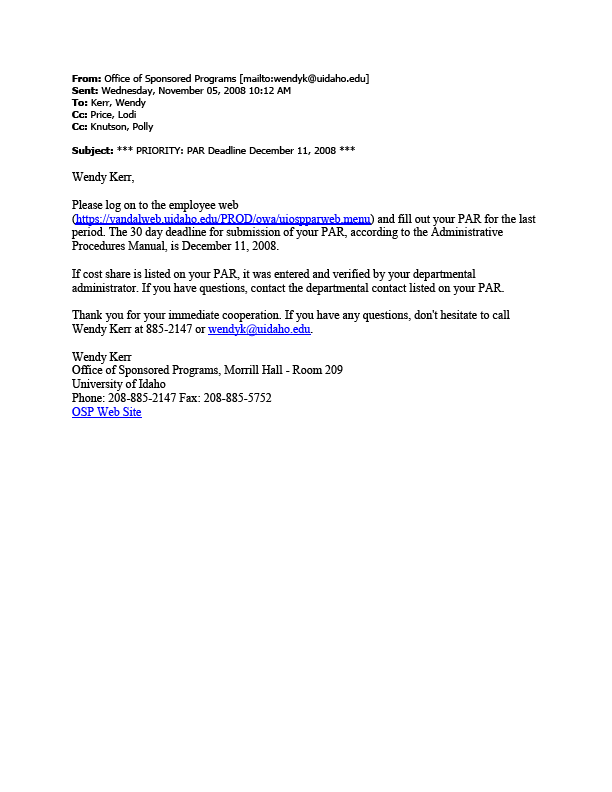 From: Office of Sponsored Programs [mailto:wendyk@uidaho.edu]
Sent: Wednesday, November 05, 2008 10:12 AM
To: Kerr, Wendy
Cc: Price, Lodi
Cc: Knutson, Polly
Subject: *** PRIORITY: PAR Deadline December 11, 2008 ***
Wendy Kerr,
Please log on to the employee web
(https://vandalweb.uidaho.edu/PROD/owa/uiospparweb.menu) and fill out your PAR for the last
period. The 30 day deadline for submission of your PAR, according to the Administrative
Procedures Manual, is December 11, 2008.
If cost share is listed on your PAR, it was entered and verified by your departmental
administrator. If you have questions, contact the departmental contact listed on your PAR.
Thank you for your immediate cooperation. If you have any questions, don't hesitate to call
Wendy Kerr at 885-2147 or wendyk@uidaho.edu.
Wendy Kerr
Office of Sponsored Programs, Morrill Hall - Room 209
University of Idaho
Phone: 208-885-2147 Fax: 208-885-5752
OSP Web Site